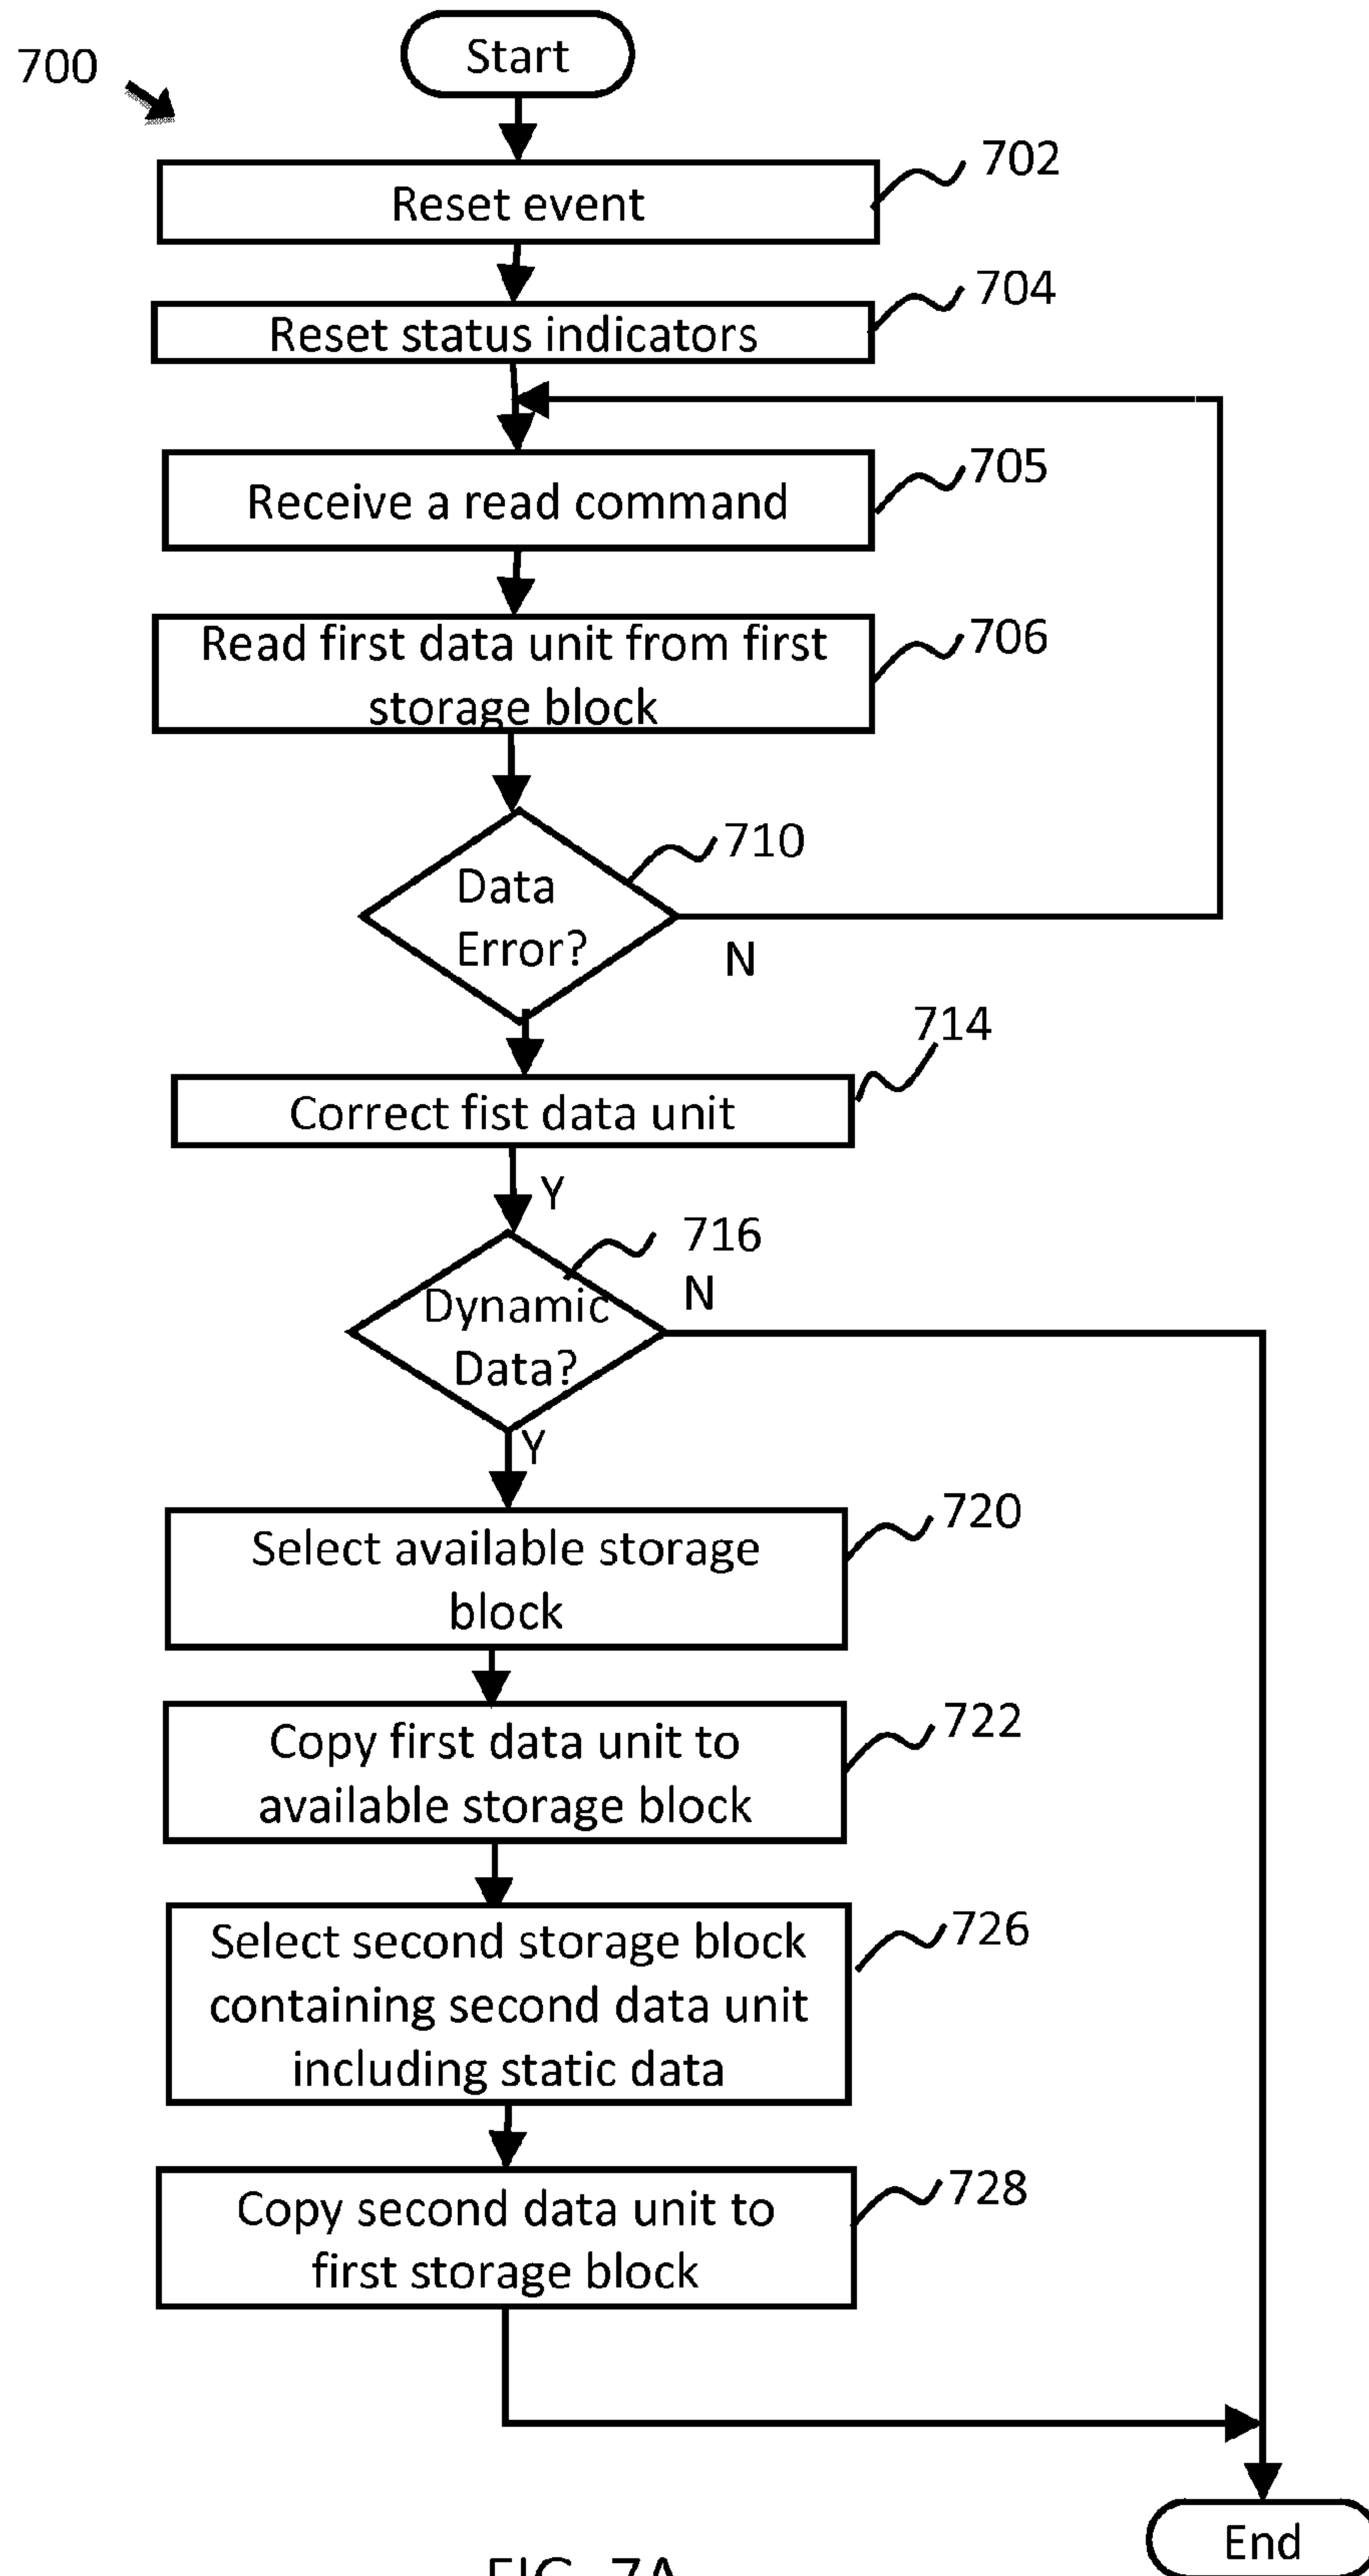 700
Start
702
Reset event
704
Reset status indicators
705
Receive a read command
706
Read first data unit from first
storage block
710
Data
Error?
N
714
Correct fist data unit
Y
716
N
Dynamic
Data?
Y
720
Select available storage
block
722
Copy first data unit to
available storage block
726
Select second storage block
containing second data unit
including static data
728
Copy second data unit to
first storage block
End
FIG. 7A